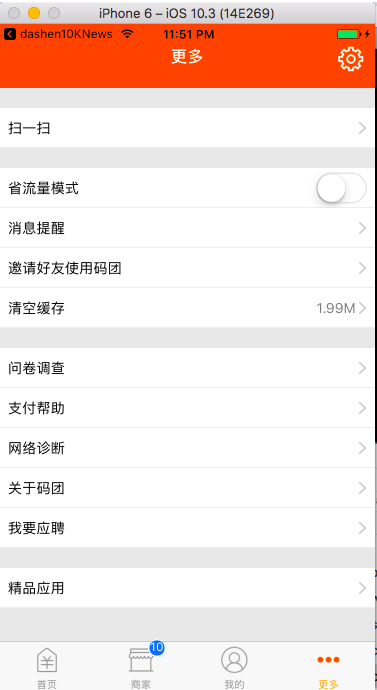 iPhone 6 – iOS 10.3 (14E269)
dashen10KNews 11:51 PM
更多
扫一扫
省流量模式
消息提醒
邀请好友使用码团
清空缓存 1.99M
问卷调查
支付帮助
网络诊断
关于码团
我要应聘
精品应用
10
首页 商家 我的 更多